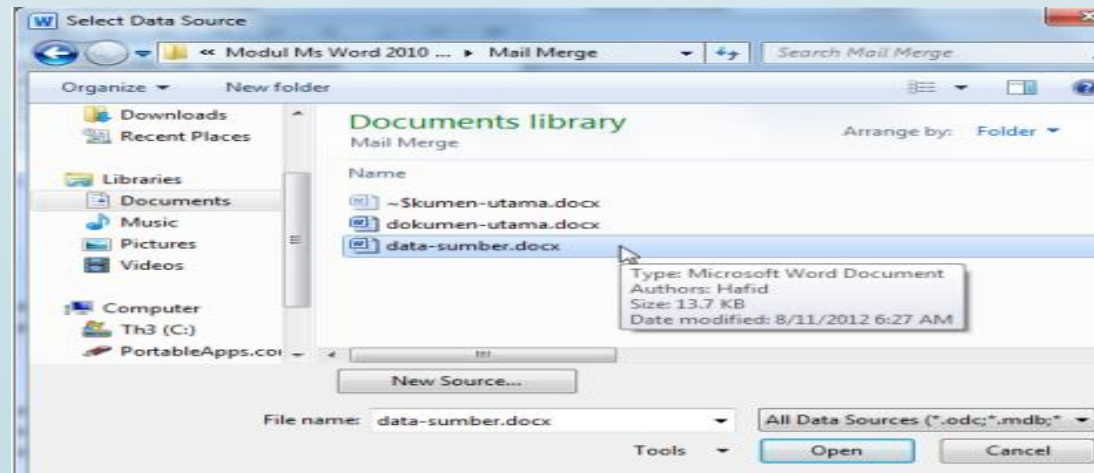 Select Data Source
« Modul Ms Word 2010 ... ▸ Mail Merge
Search Mail Merge
Organize
New folder
Downloads
Recent Places
Libraries
Documents
Music
Pictures
Videos
Computer
Th3 (C:)
PortableApps.co
Documents library
Mail Merge
Arrange by: Folder
Name
~$kumen-utama.docx
dokumen-utama.docx
data-sumber.docx
Type: Microsoft Word Document
Authors: Hafid
Size: 13.7 KB
Date modified: 8/11/2012 6:27 AM
New Source...
File name: data-sumber.docx
All Data Sources (*.odc;*.mdb;*
Tools
Open
Cancel